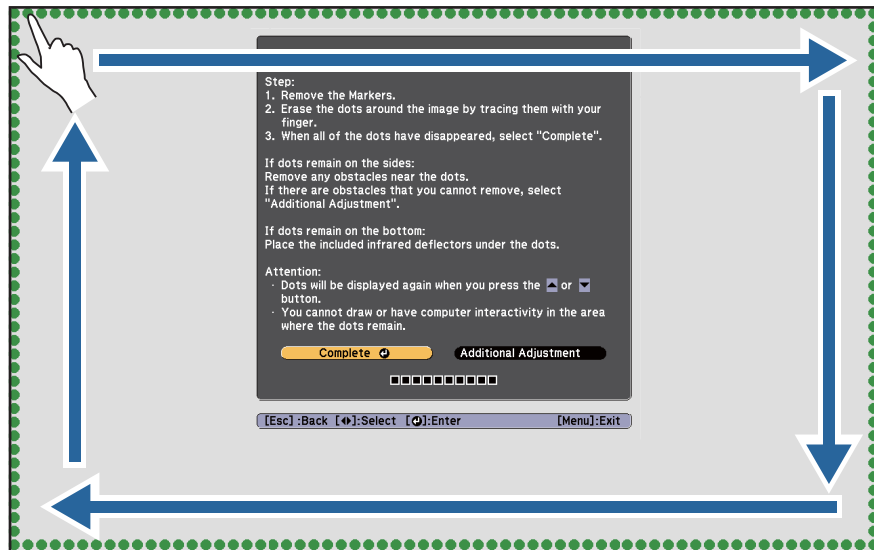 Step:
1. Remove the Markers.
2. Erase the dots around the image by tracing them with your
finger.
3. When all of the dots have disappeared, select "Complete".
If dots remain on the sides:
Remove any obstacles near the dots.
If there are obstacles that you cannot remove, select
"Additional Adjustment".
If dots remain on the bottom:
Place the included infrared deflectors under the dots.
Attention:
· Dots will be displayed again when you press the ▲ or ▼
button.
· You cannot draw or have computer interactivity in the area
where the dots remain.
Complete Additional Adjustment
[Esc] :Back [◀▶]:Select [↵]:Enter [Menu]:Exit